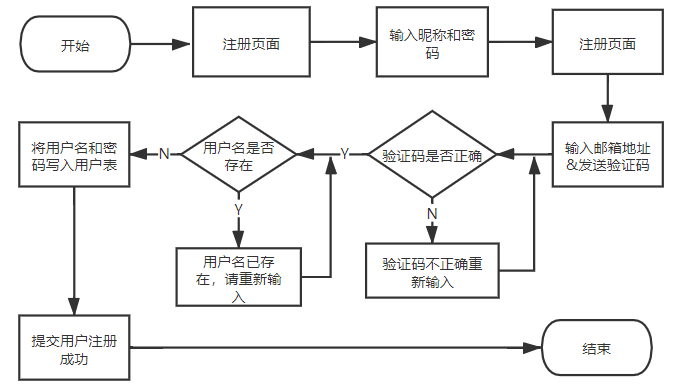 开始
注册页面
输入昵称和密
码
注册页面
输入邮箱地址
&发送验证码
验证码是否正确
Y
N
验证码不正确重
新输入
用户名是否
存在
N
Y
用户名已存
在，请重新输
入
将用户名和密
码写入用户表
提交用户注册
成功
结束